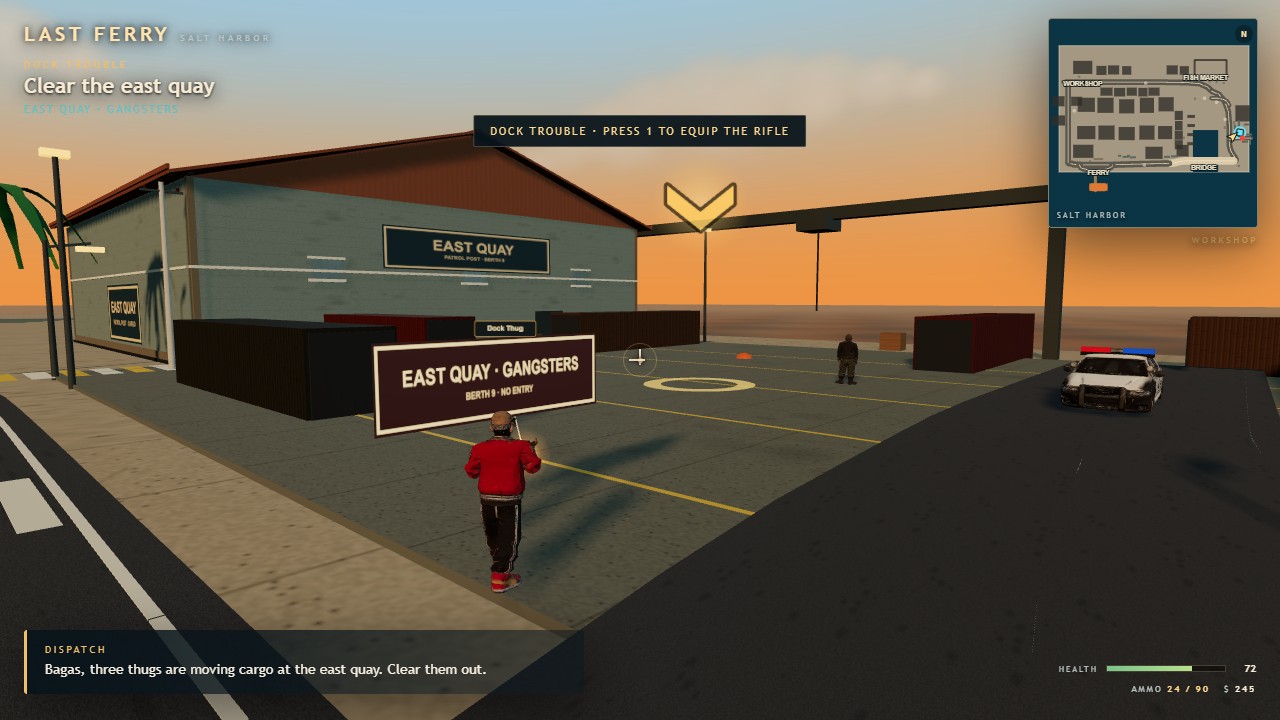 LAST FERRY SALT HARBOR
DOCK TROUBLE
Clear the east quay
EAST QUAY · GANGSTERS
DOCK TROUBLE · PRESS 1 TO EQUIP THE RIFLE
N
WORKSHOP
FISH MARKET
FERRY
BRIDGE
SALT HARBOR
WORKSHOP
EAST QUAY
PATROL POST · BERTH 8
EAST QUAY
Dock Thug
EAST QUAY · GANGSTERS
BERTH 9 · NO ENTRY
DISPATCH
Bagas, three thugs are moving cargo at the east quay. Clear them out.
HEALTH 72
AMMO 24 / 90 $ 245